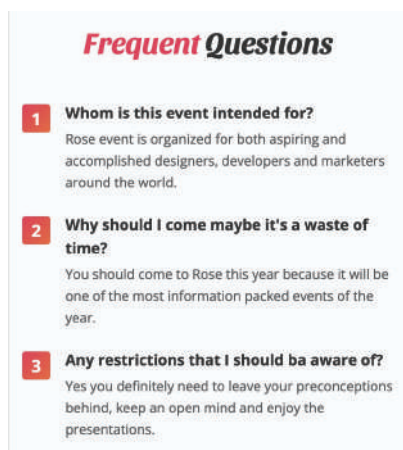 Frequent Questions
1
Whom is this event intended for?
Rose event is organized for both aspiring and
accomplished designers, developers and marketers
around the world.
2
Why should I come maybe it's a waste of
time?
You should come to Rose this year because it will be
one of the most information packed events of the
year.
3
Any restrictions that I should ba aware of?
Yes you definitely need to leave your preconceptions
behind, keep an open mind and enjoy the
presentations.